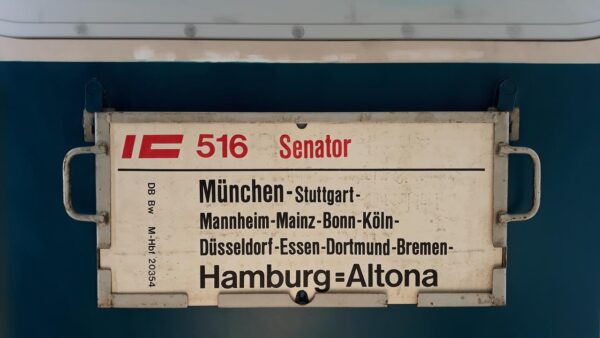 IC 516 Senator
München-Stuttgart-
Mannheim-Mainz-Bonn-Köln-
Düsseldorf-Essen-Dortmund-Bremen-
Hamburg=Altona
DB Bw M-Hbf 20354